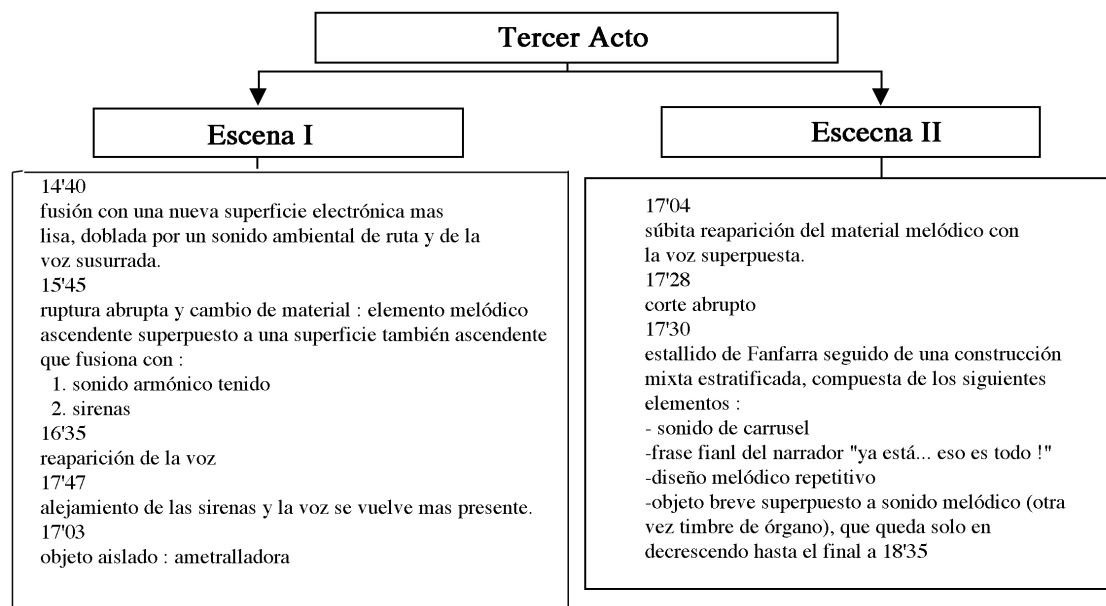 Tercer Acto
Escena I
14'40
fusión con una nueva superficie electrónica mas
lisa, doblada por un sonido ambiental de ruta y de la
voz susurrada.
15'45
ruptura abrupta y cambio de material : elemento melódico
ascendente superpuesto a una superficie también ascendente
que fusiona con :
1. sonido armónico tenido
2. sirenas
16'35
reaparición de la voz
17'47
alejamiento de las sirenas y la voz se vuelve mas presente.
17'03
objeto aislado : ametralladora
Escecna II
17'04
súbita reaparición del material melódico con
la voz superpuesta.
17'28
corte abrupto
17'30
estallido de Fanfarra seguido de una construcción
mixta estratificada, compuesta de los siguientes
elementos :
- sonido de carrusel
-frase fianl del narrador "ya está... eso es todo !"
-diseño melódico repetitivo
-objeto breve superpuesto a sonido melódico (otra
vez timbre de órgano), que queda solo en
decrescendo hasta el final a 18'35